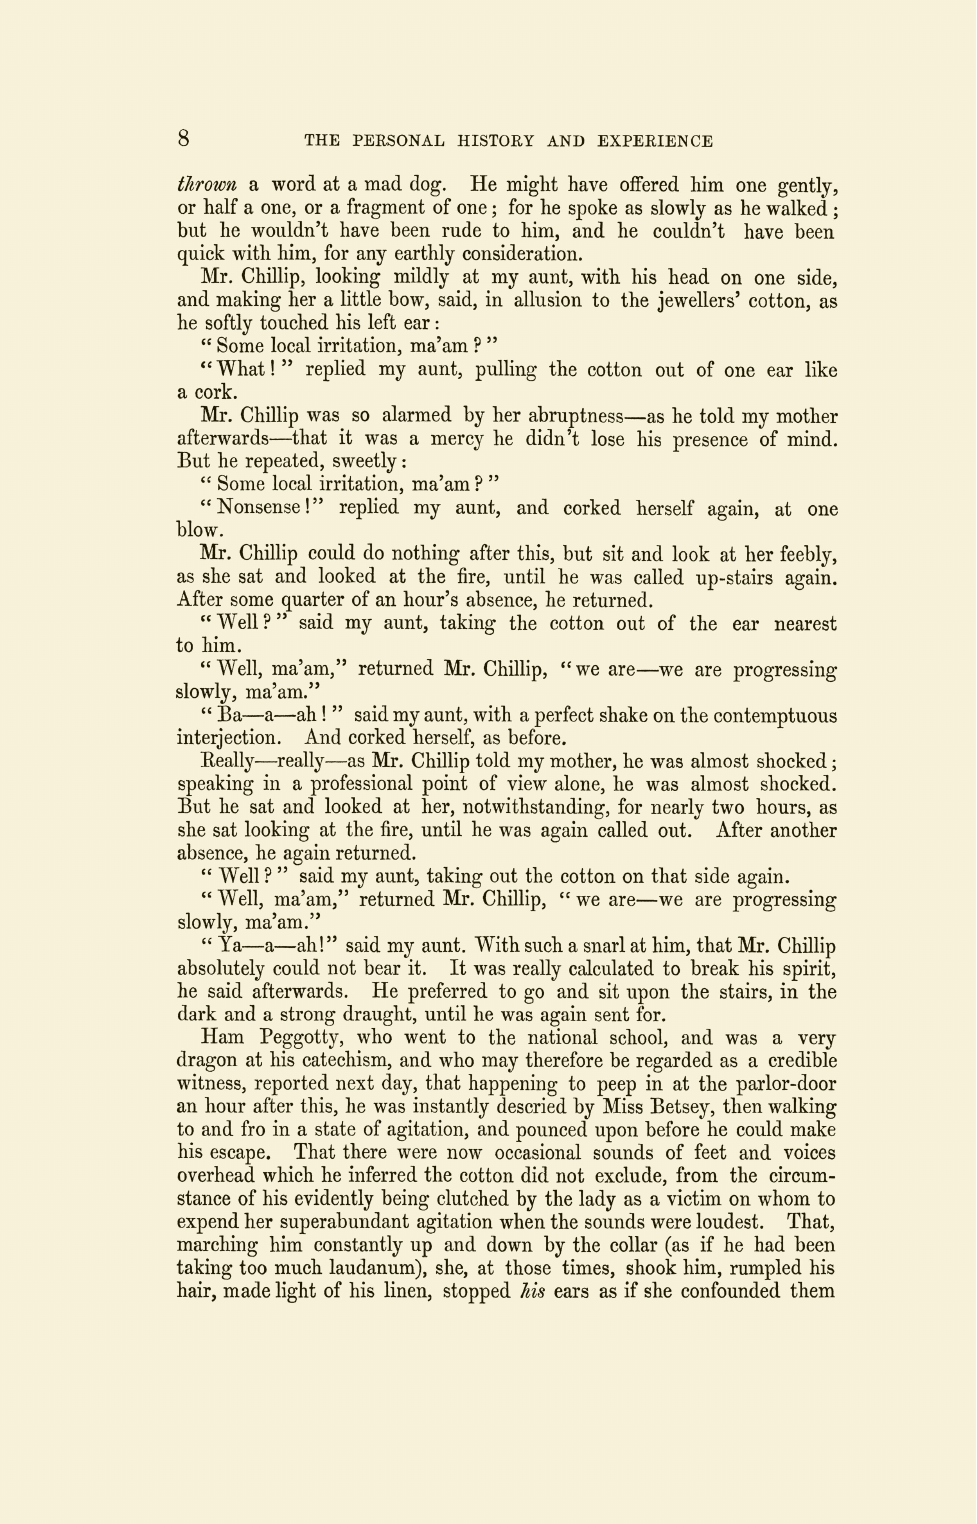 8 THE PERSONAL HISTORY AND EXPERIENCE
thrown a word at a mad dog. He might have offered him one gently,
or half a one, or a fragment of one; for he spoke as slowly as he walked;
but he wouldn't have been rude to him, and he couldn't have been
quick with him, for any earthly consideration.
Mr. Chillip, looking mildly at my aunt, with his head on one side,
and making her a little bow, said, in allusion to the jewellers' cotton, as
he softly touched his left ear:
"Some local irritation, ma'am?"
"What!" replied my aunt, pulling the cotton out of one ear like
a cork.
Mr. Chillip was so alarmed by her abruptness—as he told my mother
afterwards—that it was a mercy he didn't lose his presence of mind.
But he repeated, sweetly:
"Some local irritation, ma'am?"
"Nonsense!" replied my aunt, and corked herself again, at one
blow.
Mr. Chillip could do nothing after this, but sit and look at her feebly,
as she sat and looked at the fire, until he was called up-stairs again.
After some quarter of an hour's absence, he returned.
"Well?" said my aunt, taking the cotton out of the ear nearest
to him.
"Well, ma'am," returned Mr. Chillip, "we are—we are progressing
slowly, ma'am."
"Ba—a—ah!" said my aunt, with a perfect shake on the contemptuous
interjection. And corked herself, as before.
Really—really—as Mr. Chillip told my mother, he was almost shocked;
speaking in a professional point of view alone, he was almost shocked.
But he sat and looked at her, notwithstanding, for nearly two hours, as
she sat looking at the fire, until he was again called out. After another
absence, he again returned.
"Well?" said my aunt, taking out the cotton on that side again.
"Well, ma'am," returned Mr. Chillip, "we are—we are progressing
slowly, ma'am."
"Ya—a—ah!" said my aunt. With such a snarl at him, that Mr. Chillip
absolutely could not bear it. It was really calculated to break his spirit,
he said afterwards. He preferred to go and sit upon the stairs, in the
dark and a strong draught, until he was again sent for.
Ham Peggotty, who went to the national school, and was a very
dragon at his catechism, and who may therefore be regarded as a credible
witness, reported next day, that happening to peep in at the parlor-door
an hour after this, he was instantly descried by Miss Betsey, then walking
to and fro in a state of agitation, and pounced upon before he could make
his escape. That there were now occasional sounds of feet and voices
overhead which he inferred the cotton did not exclude, from the circum-
stance of his evidently being clutched by the lady as a victim on whom to
expend her superabundant agitation when the sounds were loudest. That,
marching him constantly up and down by the collar (as if he had been
taking too much laudanum), she, at those times, shook him, rumpled his
hair, made light of his linen, stopped his ears as if she confounded them